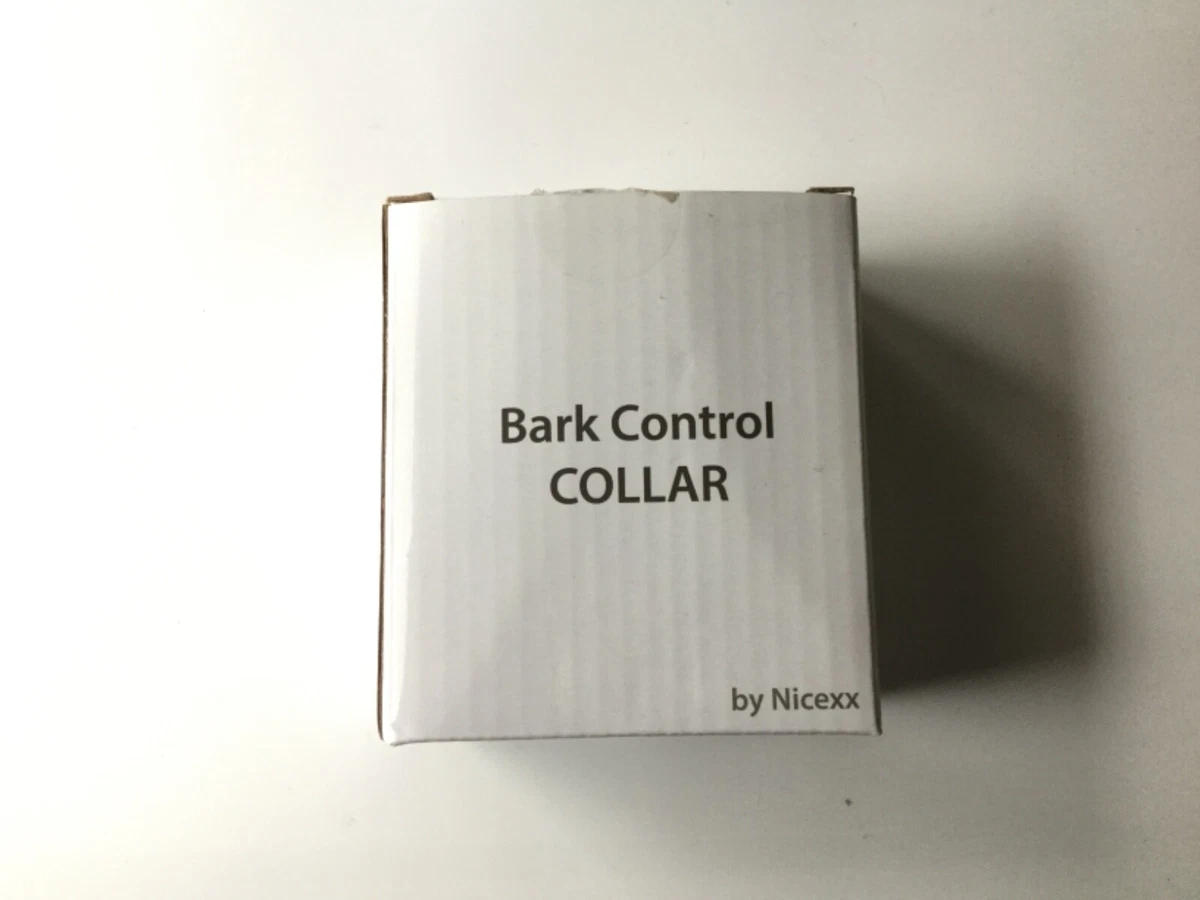 Bark Control
COLLAR
by Nicexx